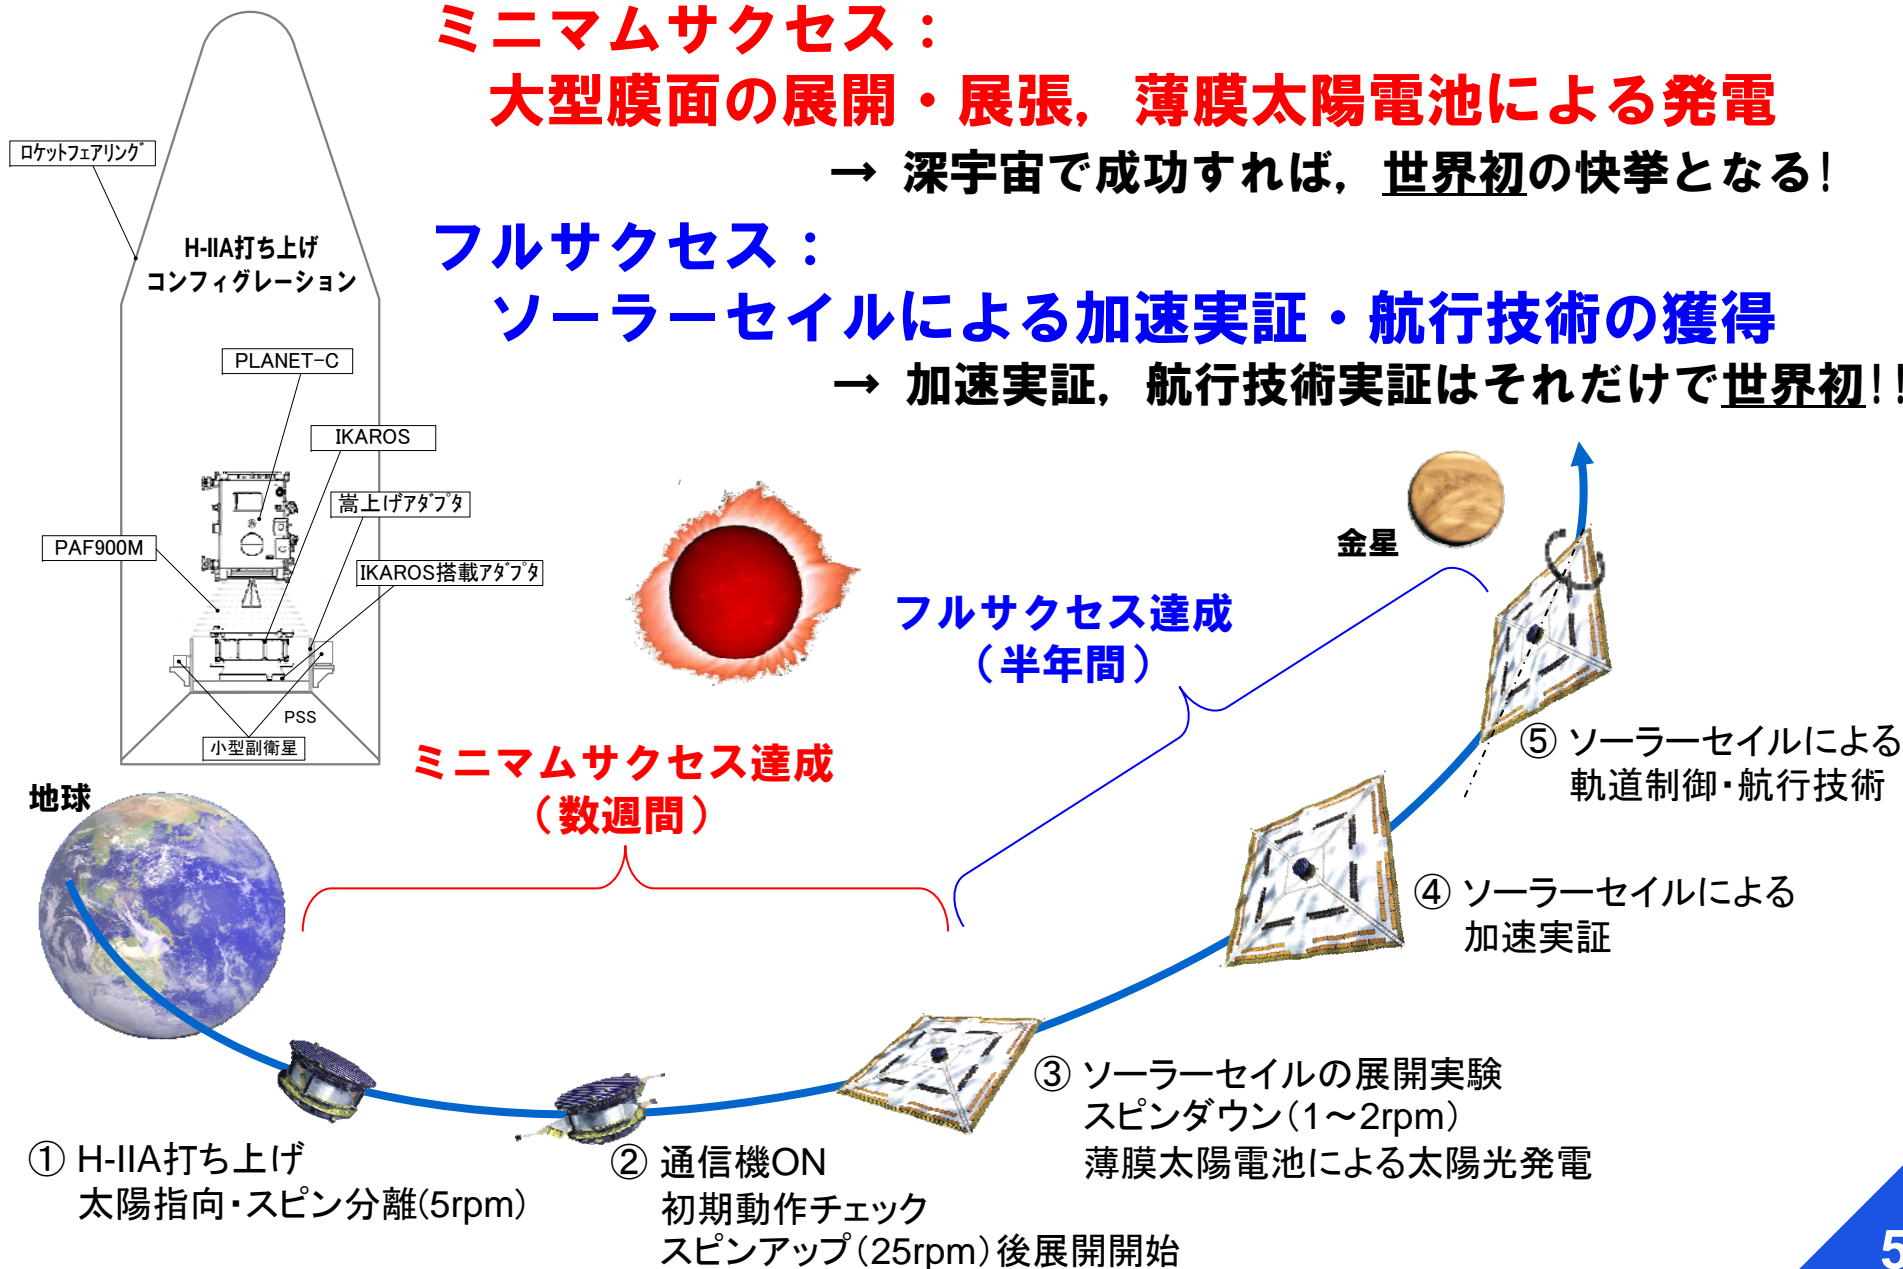 ミニマムサクセス：
大型膜面の展開・展張，薄膜太陽電池による発電
→ 深宇宙で成功すれば，世界初の快挙となる！
フルサクセス：
ソーラーセイルによる加速実証・航行技術の獲得
→ 加速実証，航行技術実証はそれだけで世界初!!
ﾛｹｯﾄﾌｪｱﾘﾝｸﾞ
H-IIA打ち上げ
コンフィグレーション
PLANET-C
IKAROS
嵩上げｱﾀﾞﾌﾟﾀ
PAF900M
IKAROS搭載ｱﾀﾞﾌﾟﾀ
PSS
小型副衛星
金星
フルサクセス達成
（半年間）
ミニマムサクセス達成
（数週間）
地球
① H-IIA打ち上げ
太陽指向・スピン分離(5rpm)
② 通信機ON
初期動作チェック
スピンアップ（25rpm）後展開開始
③ ソーラーセイルの展開実験
スピンダウン（1～2rpm）
薄膜太陽電池による太陽光発電
④ ソーラーセイルによる
加速実証
⑤ ソーラーセイルによる
軌道制御・航行技術
5